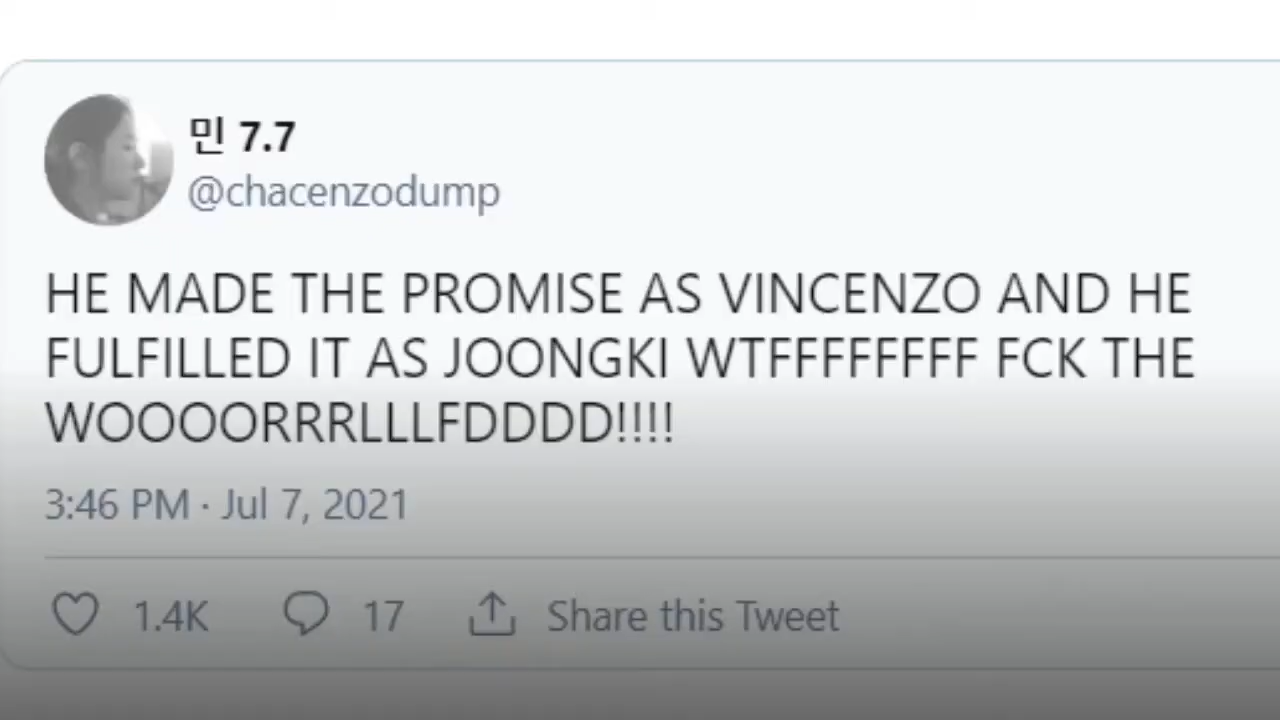 민 7.7
@chacenzodump
HE MADE THE PROMISE AS VINCENZO AND HE
FULFILLED IT AS JOONGKI WTFFFFFFFF FCK THE
WOOOORRRLLLFDDDD!!!!
3:46 PM · Jul 7, 2021
1.4K 17 Share this Tweet